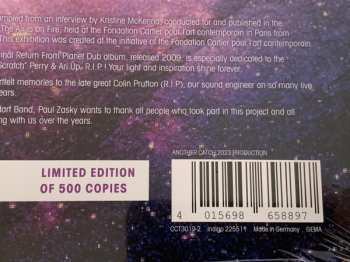 from an interview by Kristine McKenna, conducted for and published in the
The Air is on Fire, held at the Fondation Cartier pour l'art contemporain in Paris from
This exhibition was created at the initiative of the Fondation Cartier pour l'art contemporain
Return From Planet Dub album, released 2009, is especially dedicated to the
"Scratch" Perry & Ari Up. R.I.P.! Your light and inspiration shine forever.
memories to the late great Colin Prutton (R.I.P), our sound engineer on so many live
years.
Band, Paul Zasky wants to thank all people who took part in this project and all
with us over the years.
LIMITED EDITION
OF 500 COPIES
ANOTHER CATCH 2023 PRODUCTION
4 015698 658897
CCT3019-2 indigo 225511 Made in Germany GEMA